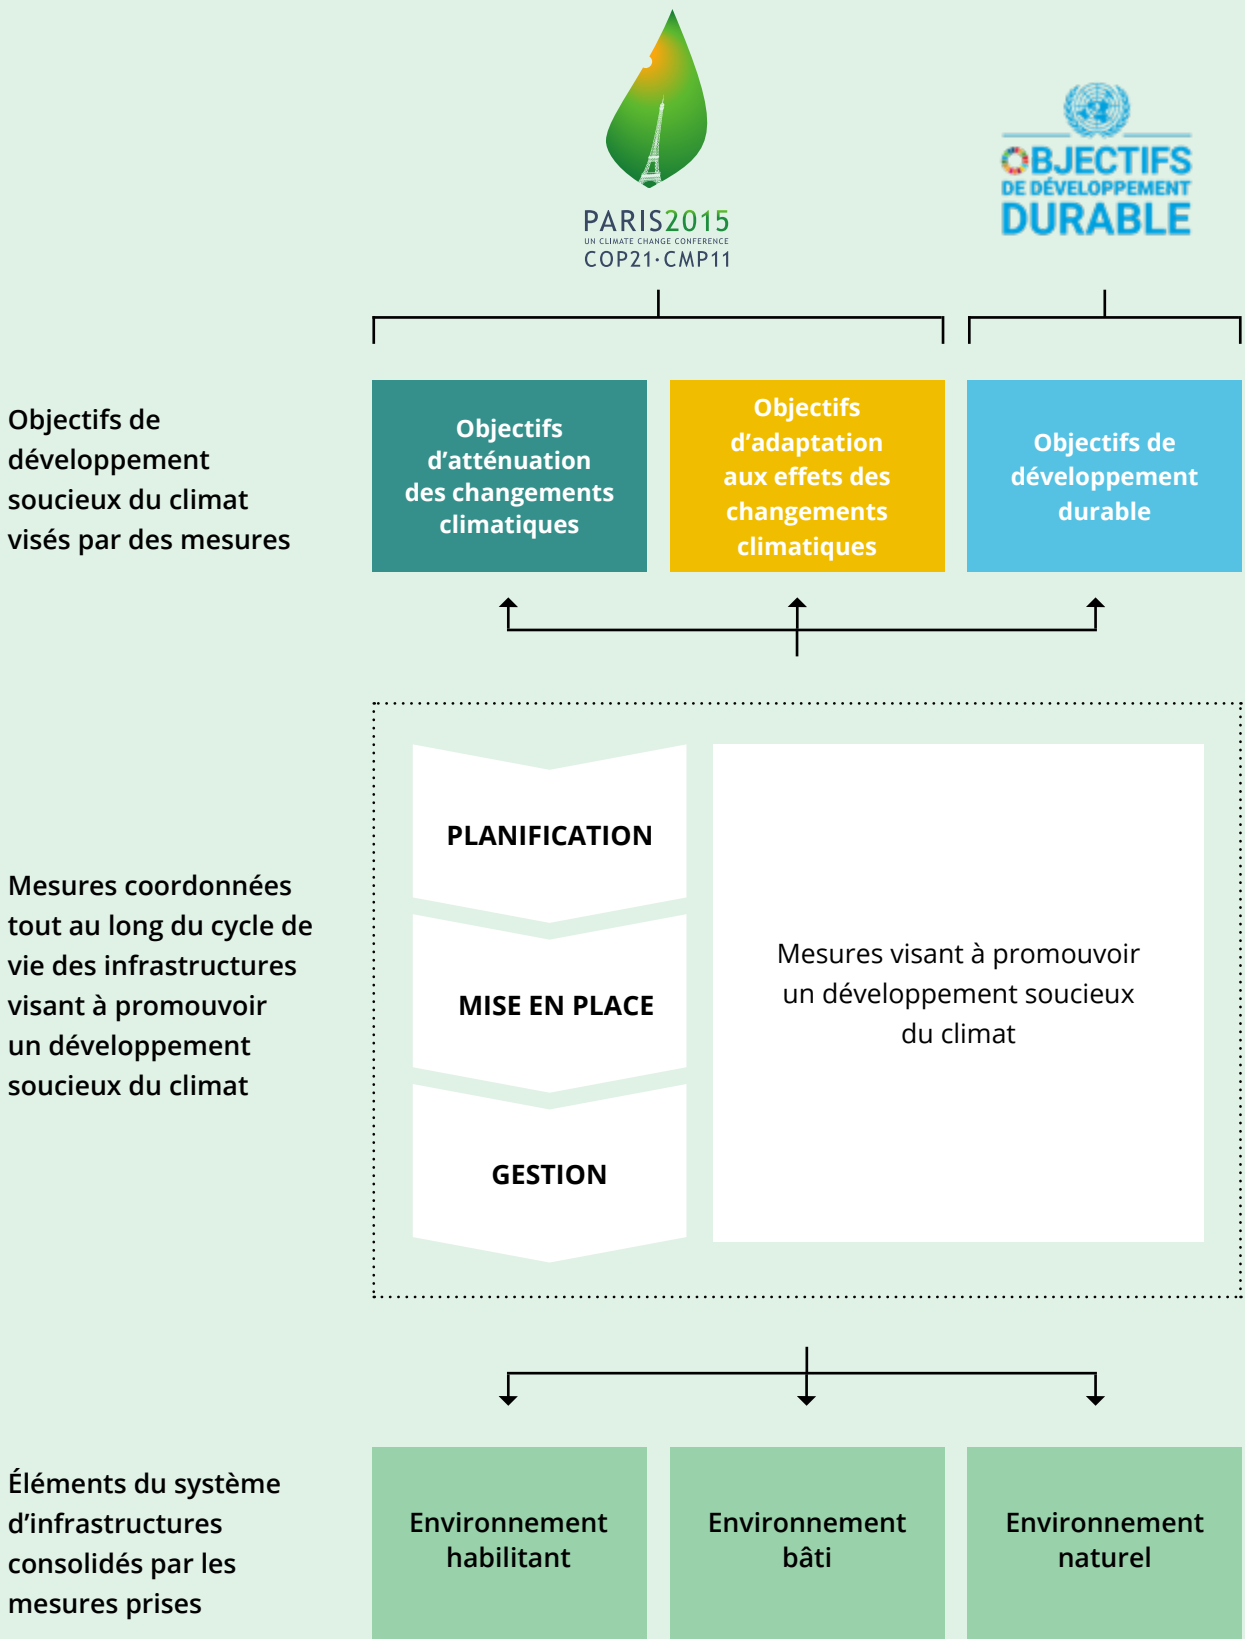 PARIS2015
UN CLIMATE CHANGE CONFERENCE
COP21·CMP11
OBJECTIFS
DE DÉVELOPPEMENT
DURABLE
Objectifs de
développement
soucieux du climat
visés par des mesures
Objectifs
d’atténuation
des changements
climatiques
Objectifs
d’adaptation
aux effets des
changements
climatiques
Objectifs de
développement
durable
Mesures coordonnées
tout au long du cycle de
vie des infrastructures
visant à promouvoir
un développement
soucieux du climat
PLANIFICATION
MISE EN PLACE
GESTION
Mesures visant à promouvoir
un développement soucieux
du climat
Éléments du système
d’infrastructures
consolidés par les
mesures prises
Environnement
habilitant
Environnement
bâti
Environnement
naturel